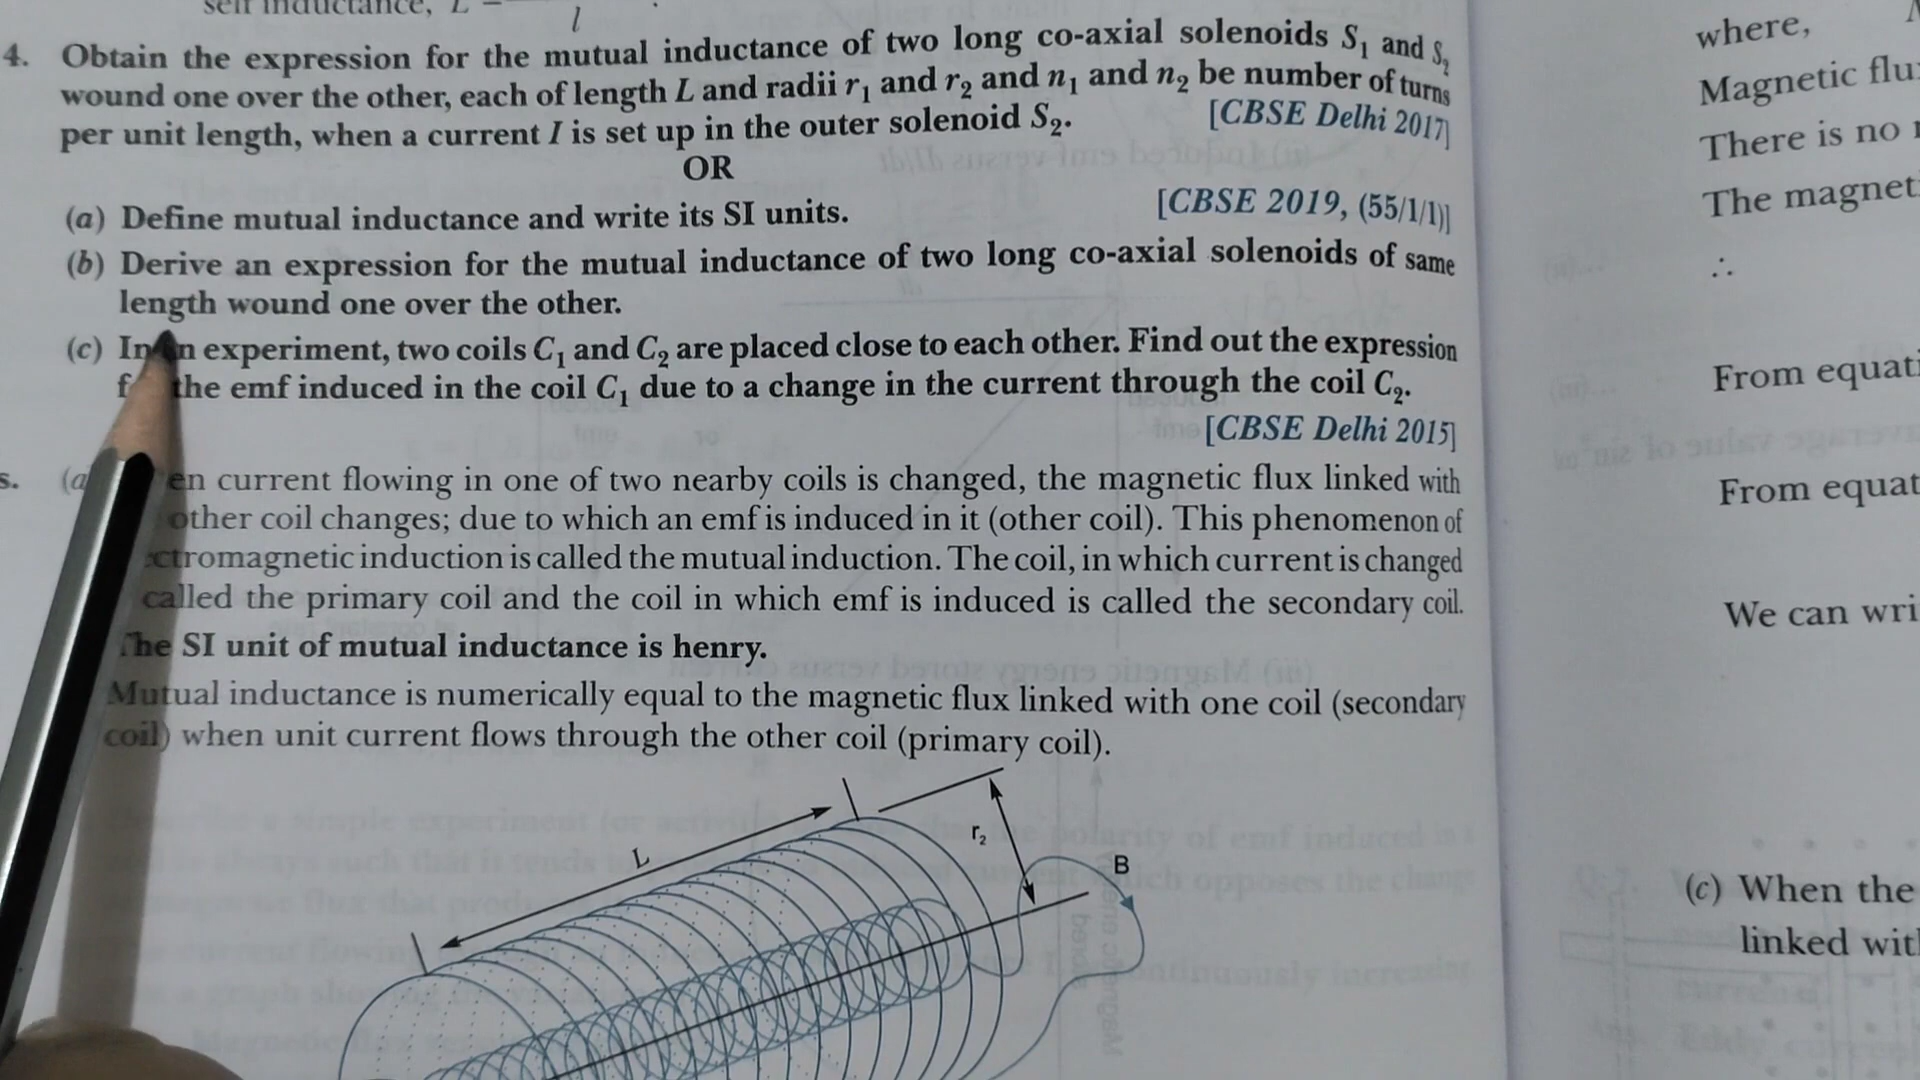 self inductance, L =
l
4. Obtain the expression for the mutual inductance of two long co-axial solenoids S₁ and S₂
wound one over the other, each of length L and radii r₁ and r₂ and n₁ and n₂ be number of turns
per unit length, when a current I is set up in the outer solenoid S₂. [CBSE Delhi 2017]
OR
(a) Define mutual inductance and write its SI units. [CBSE 2019, (55/1/1)]
(b) Derive an expression for the mutual inductance of two long co-axial solenoids of same
length wound one over the other.
(c) In an experiment, two coils C₁ and C₂ are placed close to each other. Find out the expression
the emf induced in the coil C₁ due to a change in the current through the coil C₂.
[CBSE Delhi 2015]
s. (a en current flowing in one of two nearby coils is changed, the magnetic flux linked with
other coil changes; due to which an emf is induced in it (other coil). This phenomenon of
ctromagnetic induction is called the mutual induction. The coil, in which current is changed
called the primary coil and the coil in which emf is induced is called the secondary coil.
The SI unit of mutual inductance is henry.
Mutual inductance is numerically equal to the magnetic flux linked with one coil (secondary
coil) when unit current flows through the other coil (primary coil).
L
r₂
B
where,
Magnetic flu
There is no
The magnet
∴
From equati
From equat
We can wri
(c) When the
linked wit